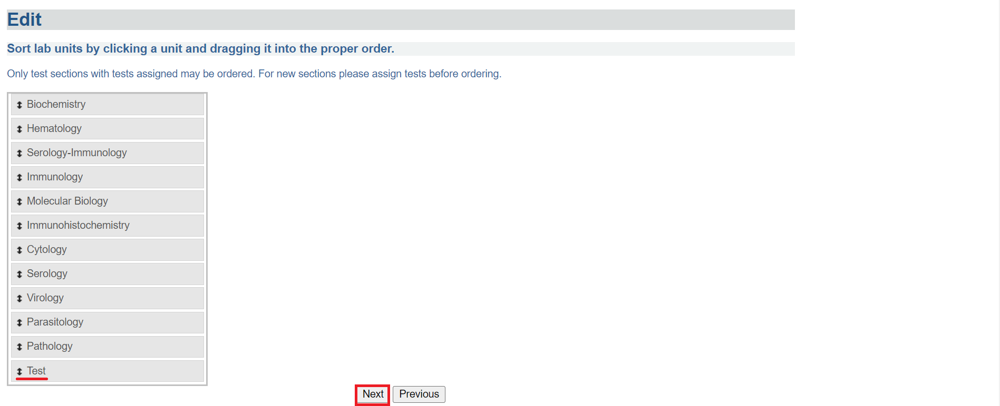 Edit
Sort lab units by clicking a unit and dragging it into the proper order.
Only test sections with tests assigned may be ordered. For new sections please assign tests before ordering.
Biochemistry
Hematology
Serology-Immunology
Immunology
Molecular Biology
Immunohistochemistry
Cytology
Serology
Virology
Parasitology
Pathology
Test
Next Previous